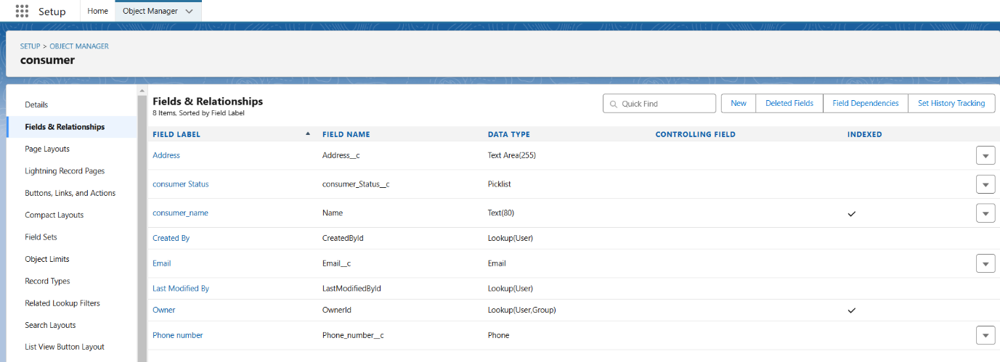 Setup Home Object Manager
SETUP > OBJECT MANAGER
consumer
Details
Fields & Relationships
Page Layouts
Lightning Record Pages
Buttons, Links, and Actions
Compact Layouts
Field Sets
Object Limits
Record Types
Related Lookup Filters
Search Layouts
List View Button Layout
Fields & Relationships
8 Items, Sorted by Field Label
Quick Find New Deleted Fields Field Dependencies Set History Tracking
FIELD LABEL FIELD NAME DATA TYPE CONTROLLING FIELD INDEXED
Address Address__c Text Area(255)
consumer Status consumer_Status__c Picklist
consumer_name Name Text(80)
Created By CreatedById Lookup(User)
Email Email__c Email
Last Modified By LastModifiedById Lookup(User)
Owner OwnerId Lookup(User,Group)
Phone number Phone_number__c Phone